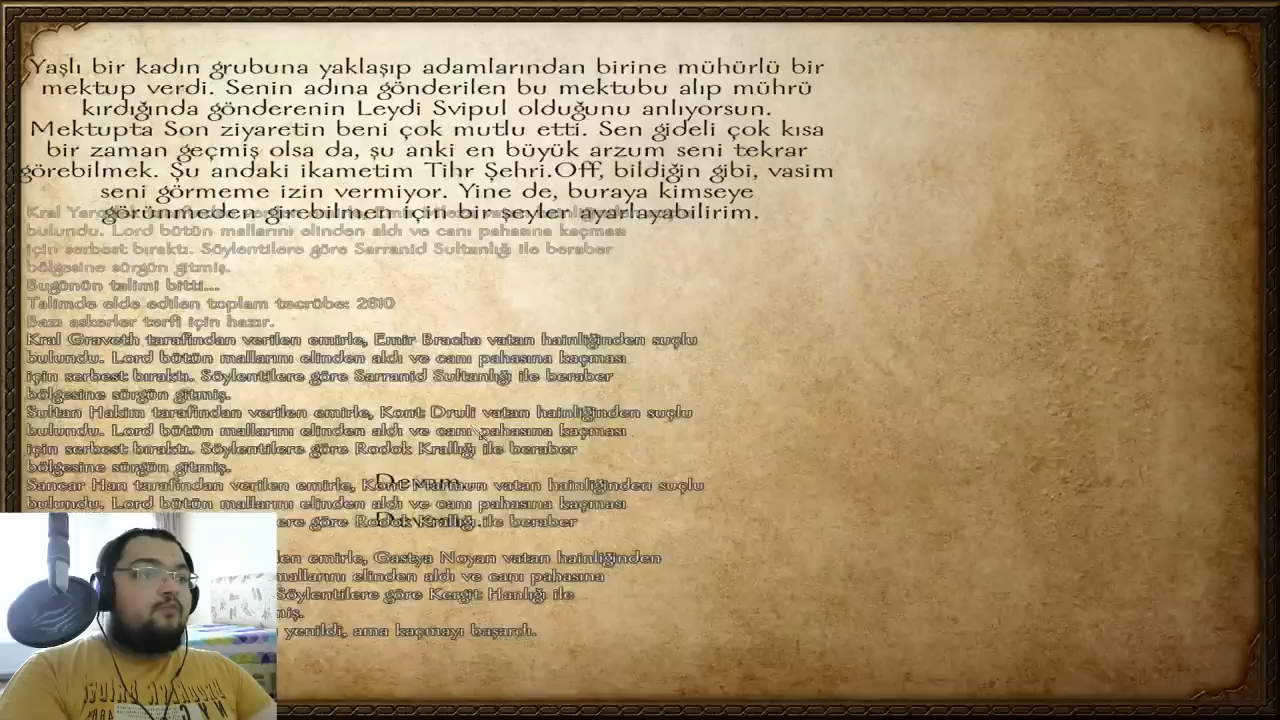 Yaşlı bir kadın grubuna yaklaşıp adamlarından birine mühürlü bir
mektup verdi. Senin adına gönderilen bu mektubu alıp mührü
kırdığında gönderenin Leydi Svipul olduğunu anlıyorsun.
Mektupta Son ziyaretin beni çok mutlu etti. Sen gideli çok kısa
bir zaman geçmiş olsa da, şu anki en büyük arzum seni tekrar
görebilmek. Şu andaki ikametim Tihr Şehri.Off, bildiğin gibi, vasim
seni görmeme izin vermiyor. Yine de, buraya kimseye
görünmeden girebilmen için bir şeyler ayarlayabilirim.
Kral
bulundu. Lord bütün mallarını elinden aldı ve canı pahasına kaçması
için serbest bıraktı. Söylentilere göre Sarranid Sultanlığı ile beraber
bölgesine sürgün gitmiş.
Bugünün talimi bitti...
Talimde elde edilen toplam tecrübe: 2610
Bazı askerler terfi için hazır.
Kral Graveth tarafından verilen emirle, Emir Bracha vatan hainliğinden suçlu
bulundu. Lord bütün mallarını elinden aldı ve canı pahasına kaçması
için serbest bıraktı. Söylentilere göre Sarranid Sultanlığı ile beraber
bölgesine sürgün gitmiş.
Sultan Hakim tarafından verilen emirle, Kont Druli vatan hainliğinden suçlu
bulundu. Lord bütün mallarını elinden aldı ve canı pahasına kaçması
için serbest bıraktı. Söylentilere göre Rodok Krallığı ile beraber
bölgesine sürgün gitmiş.
Devam...
Sancar Han tarafından verilen emirle, Kont vatan hainliğinden suçlu
bulundu. Lord bütün mallarını elinden aldı ve canı pahasına kaçması
ere göre Rodok Krallığı ile beraber
len emirle, Gastya Noyan vatan hainliğinden
mallarını elinden aldı ve canı pahasına
Söylentilere göre Kergit Hanlığı ile
miş.
yenildi, ama kaçmayı başardı.